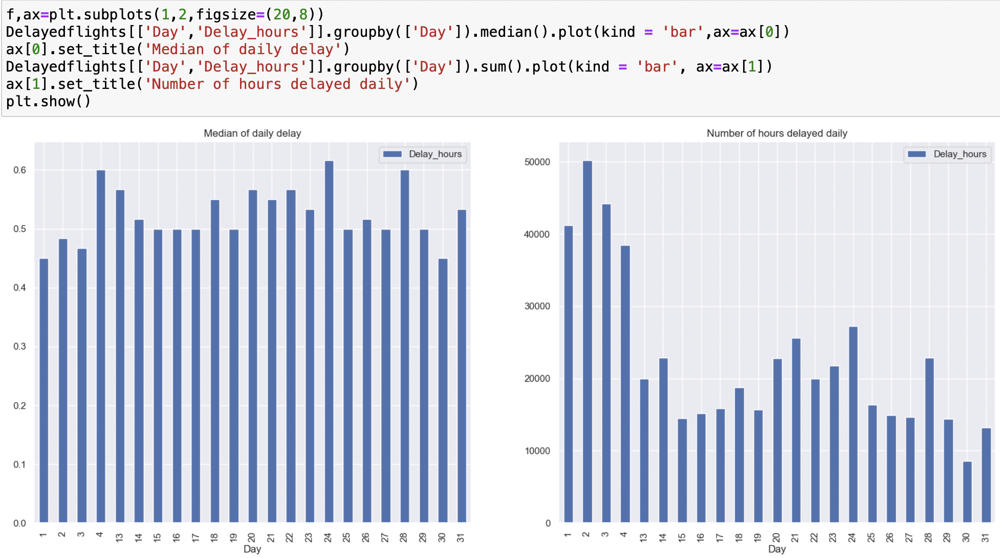 f,ax=plt.subplots(1,2,figsize=(20,8))
Delayedflights[['Day','Delay_hours']].groupby(['Day']).median().plot(kind = 'bar',ax=ax[0])
ax[0].set_title('Median of daily delay')
Delayedflights[['Day','Delay_hours']].groupby(['Day']).sum().plot(kind = 'bar', ax=ax[1])
ax[1].set_title('Number of hours delayed daily')
plt.show()
Median of daily delay
Delay_hours
0.6
0.5
0.4
0.3
0.2
0.1
0.0
1 2 3 4 13 14 15 16 17 18 19 20 21 22 23 24 25 26 27 28 29 30 31
Day
Number of hours delayed daily
Delay_hours
50000
40000
30000
20000
10000
0
1 2 3 4 13 14 15 16 17 18 19 20 21 22 23 24 25 26 27 28 29 30 31
Day